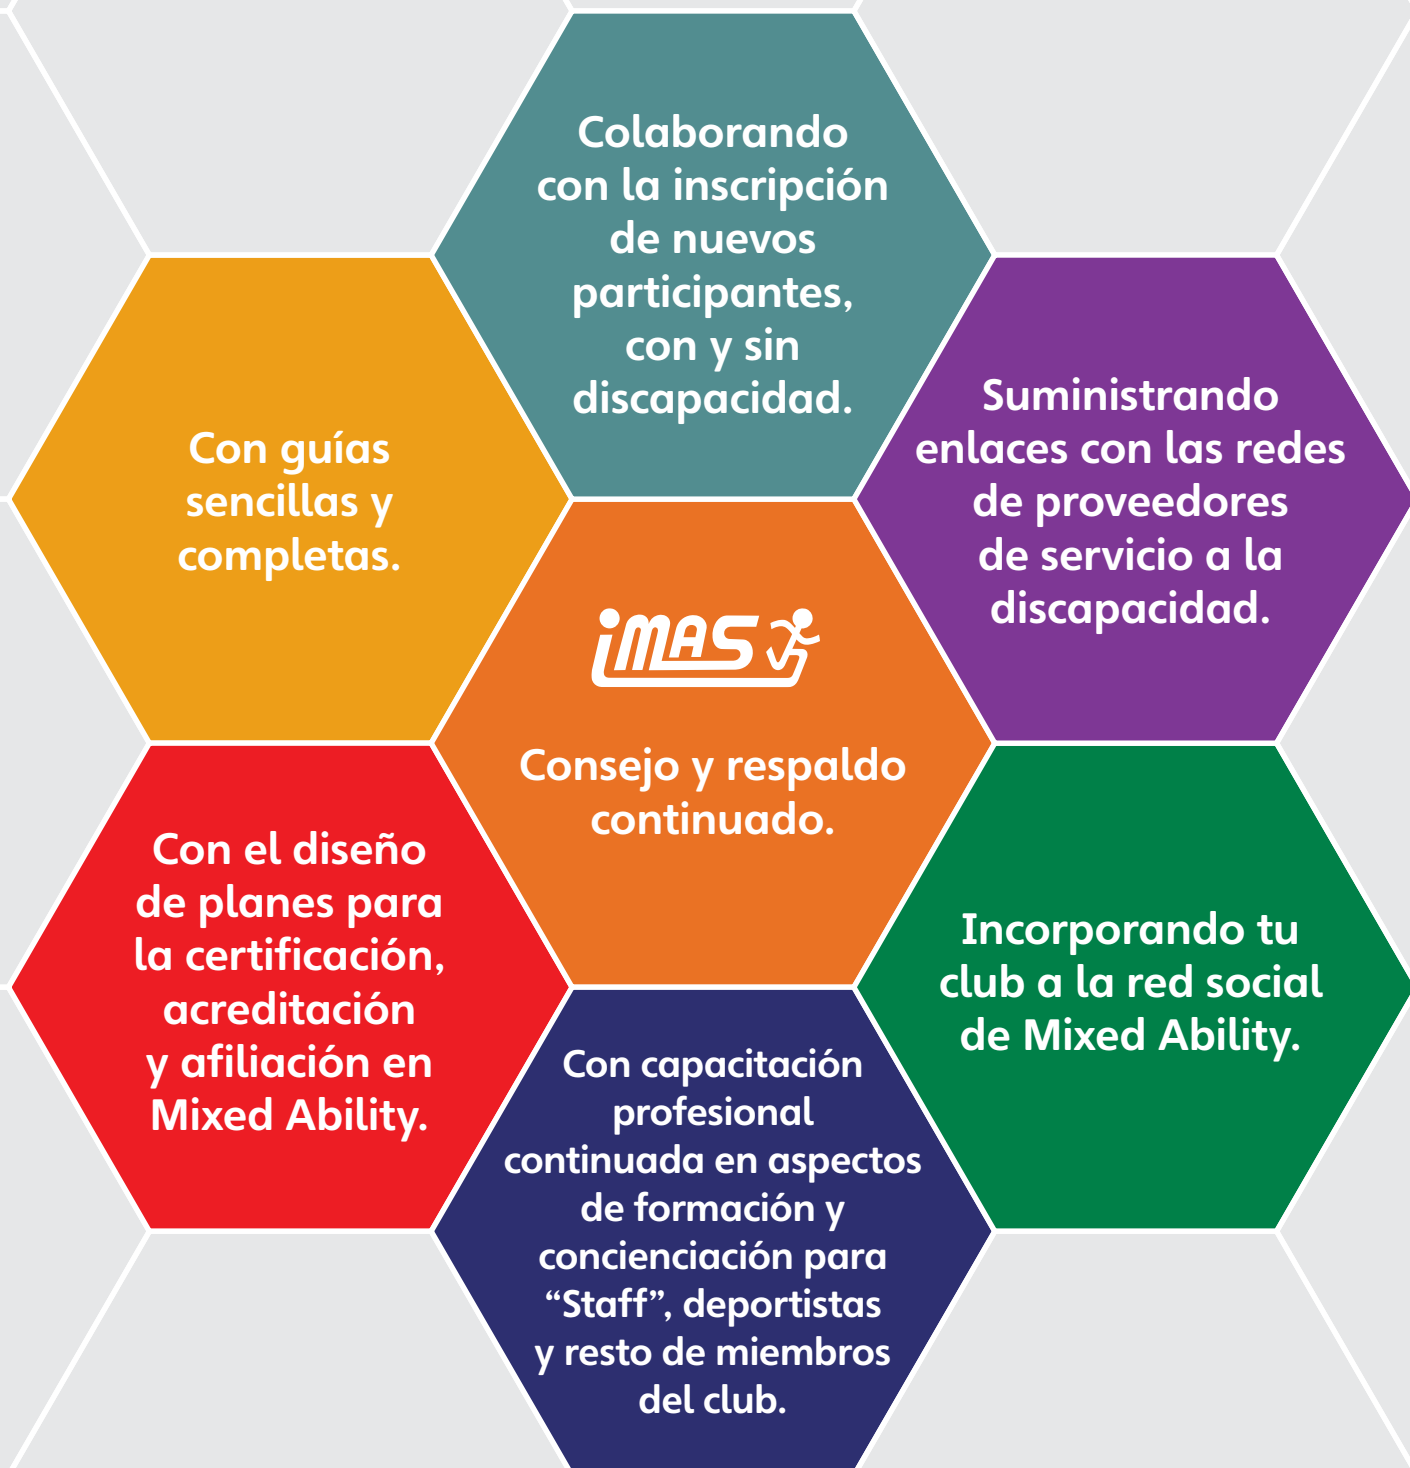 Colaborando
con la inscripción
de nuevos
participantes,
con y sin
discapacidad.
Con guías
sencillas y
completas.
Suministrando
enlaces con las redes
de proveedores
de servicio a la
discapacidad.
iMAS
Consejo y respaldo
continuado.
Con el diseño
de planes para
la certificación,
acreditación
y afiliación en
Mixed Ability.
Incorporando tu
club a la red social
de Mixed Ability.
Con capacitación
profesional
continuada en aspectos
de formación y
concienciación para
“Staff”, deportistas
y resto de miembros
del club.